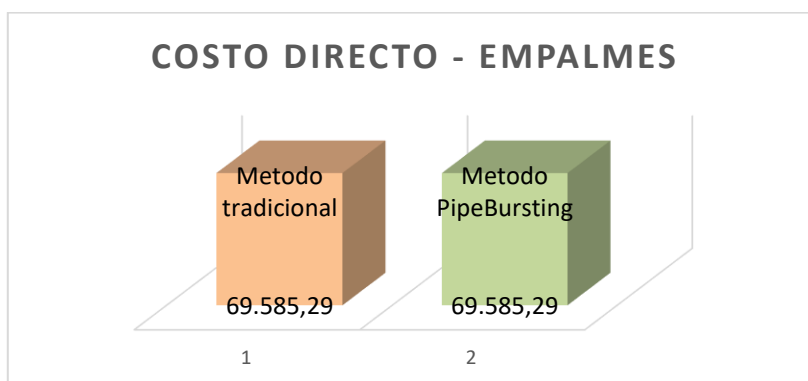 COSTO DIRECTO - EMPALMES
Metodo
tradicional
Metodo
PipeBursting
69.585,29
69.585,29
1
2